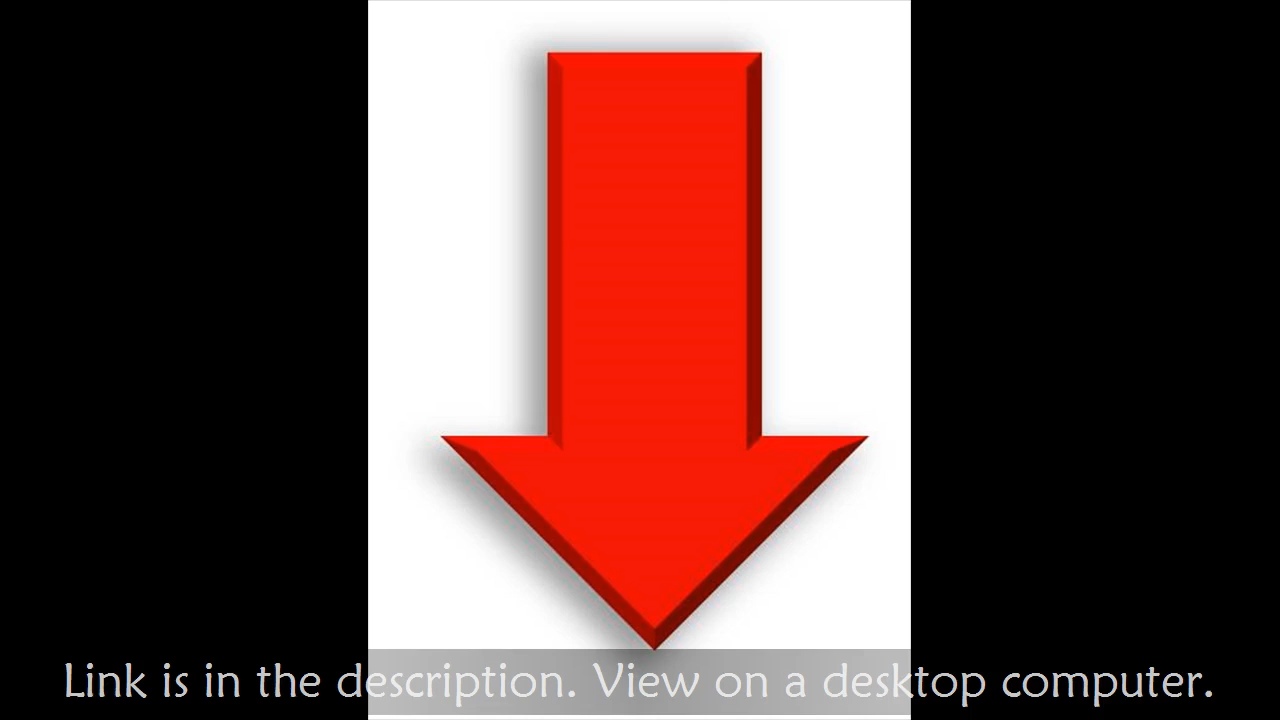 Link is in the description. View on a desktop computer.